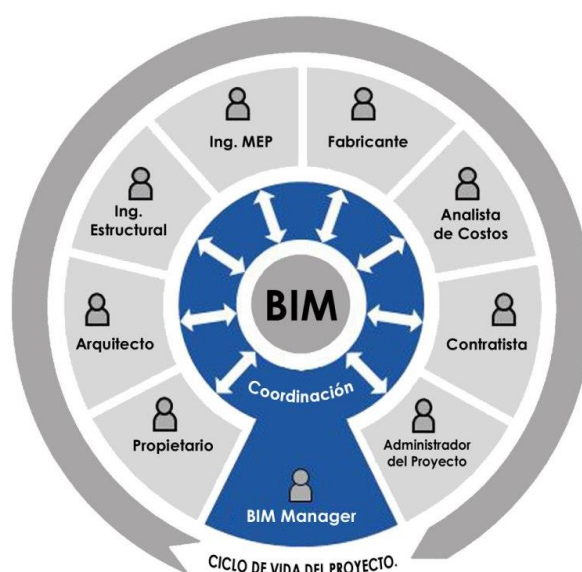 Ing. MEP
Fabricante
Ing.
Estructural
Analista
de Costos
BIM
Arquitecto
Contratista
Coordinación
Propietario
Administrador
del Proyecto
BIM Manager
CICLO DE VIDA DEL PROYECTO.